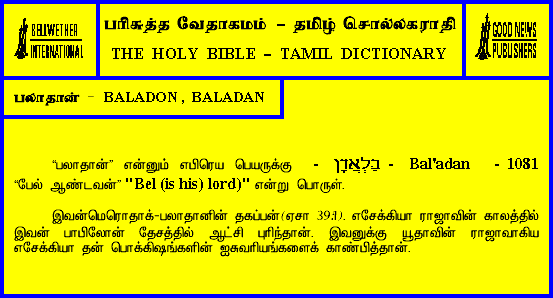 BELLWETHER
INTERNATIONAL
பரிசுத்த வேதாகமம் - தமிழ் சொல்லகராதி
THE HOLY BIBLE - TAMIL DICTIONARY
GOOD NEWS
PUBLISHERS
பலாதான் - BALADON, BALADAN
“பலாதான்” என்னும் எபிரெய பெயருக்கு - בַּלְאֲדָן - Bal'adan - 1081
“பேல் ஆண்டவன்” "Bel (is his) lord)" என்று பொருள்.
இவன்மெரொதாக்-பலாதானின் தகப்பன்(ஏசா 39:1). எசேக்கியா ராஜாவின் காலத்தில்
இவன் பாபிலோன் தேசத்தில் ஆட்சி புரிந்தான். இவனுக்கு யூதாவின் ராஜாவாகிய
எசேக்கியா தன் பொக்கிஷங்களின் ஐசுவரியங்களைக் காண்பித்தான்.